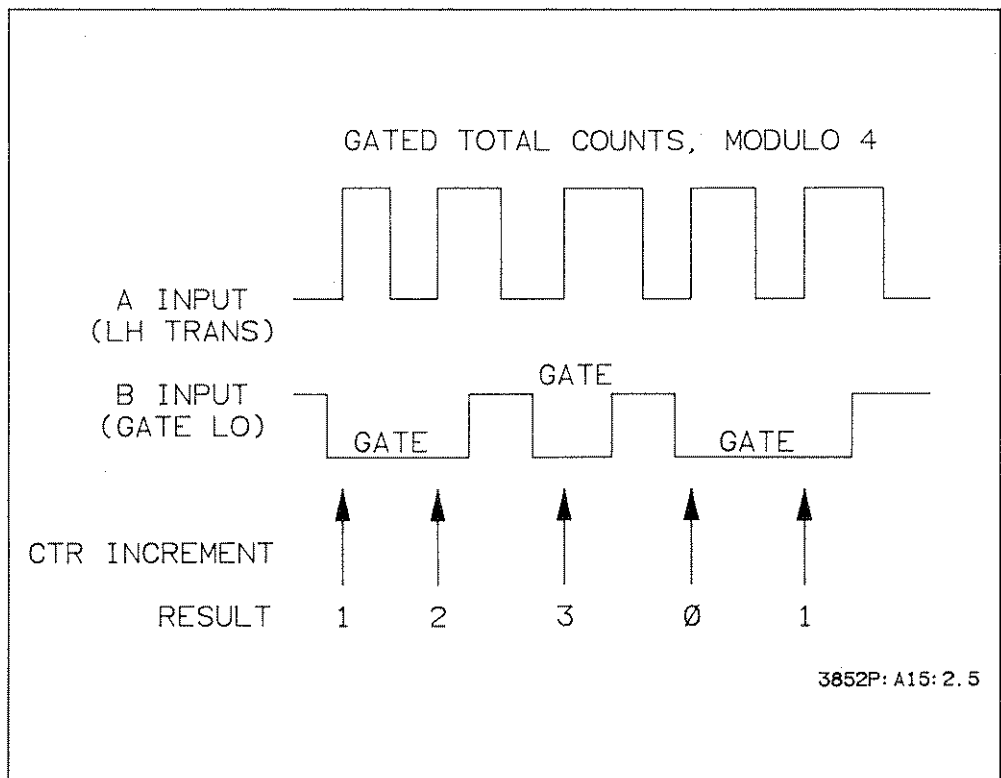 GATED TOTAL COUNTS, MODULO 4
A INPUT
(LH TRANS)
GATE
B INPUT
(GATE LO)
GATE
GATE
CTR INCREMENT
RESULT 1 2 3 0 1
3852P:A15:2.5